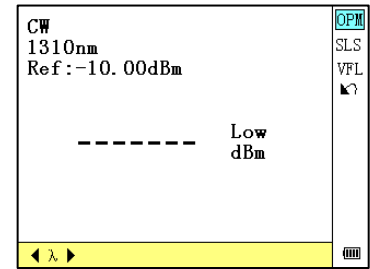 CW
1310nm
Ref:-10.00dBm
------- Low
dBm
OPM
SLS
VFL
◀ λ ▶